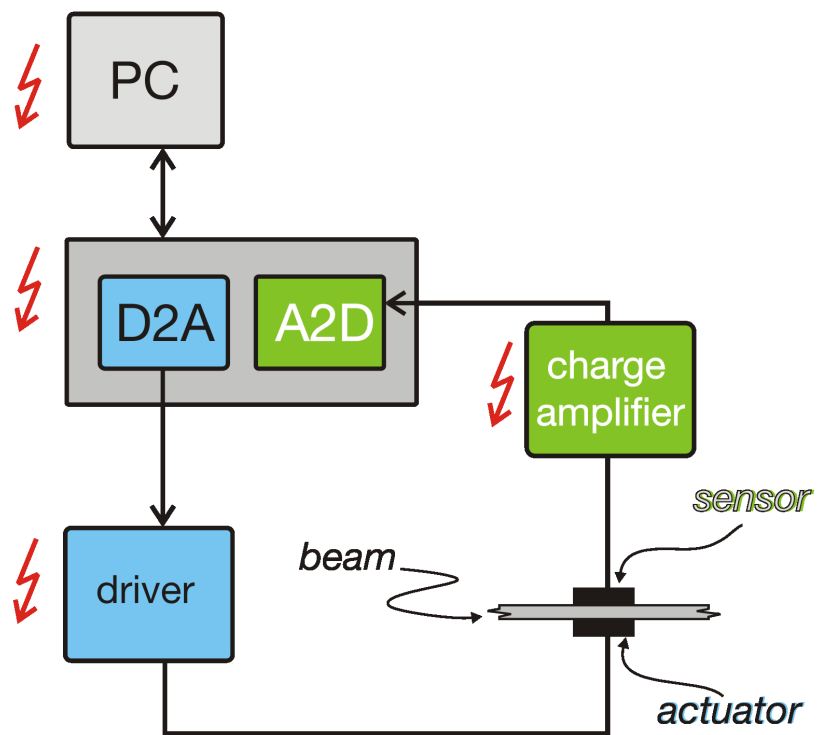 PC
D2A
A2D
charge
amplifier
sensor
beam
driver
actuator